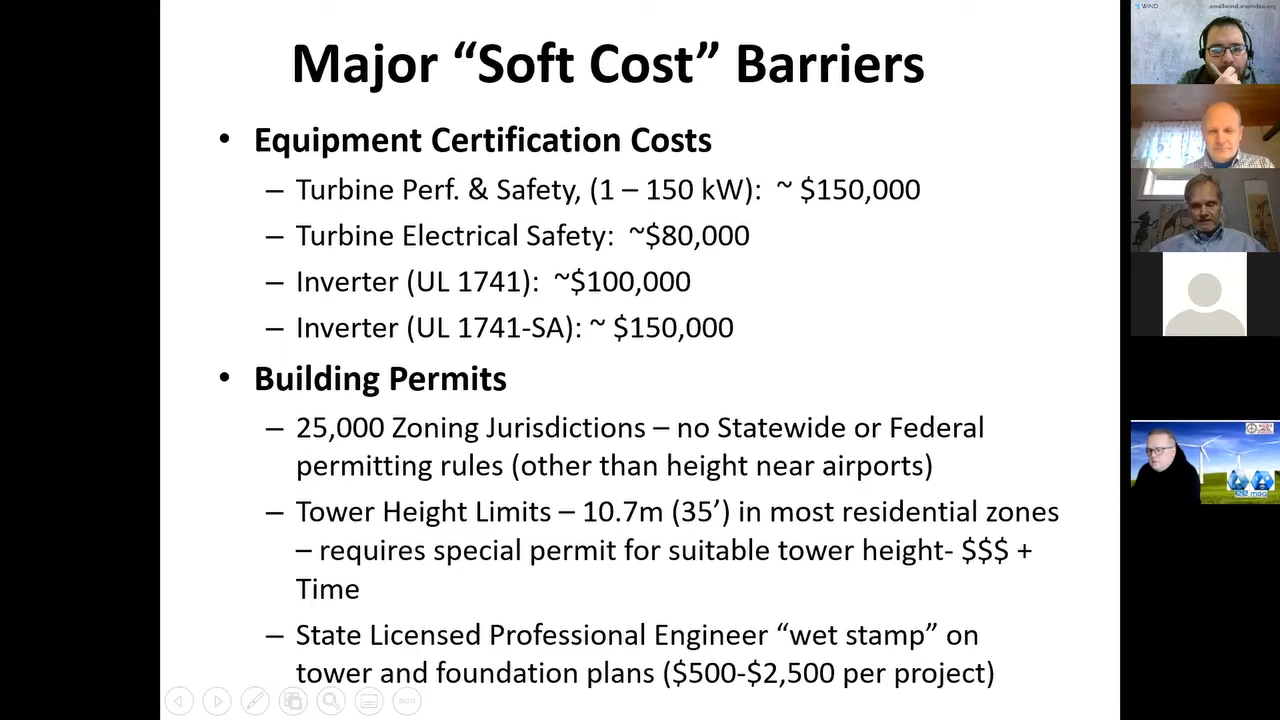 Major “Soft Cost” Barriers
• Equipment Certification Costs
– Turbine Perf. & Safety, (1 – 150 kW): ~ $150,000
– Turbine Electrical Safety: ~$80,000
– Inverter (UL 1741): ~$100,000
– Inverter (UL 1741-SA): ~ $150,000
• Building Permits
– 25,000 Zoning Jurisdictions – no Statewide or Federal
permitting rules (other than height near airports)
– Tower Height Limits – 10.7m (35’) in most residential zones
– requires special permit for suitable tower height- $$$ +
Time
– State Licensed Professional Engineer “wet stamp” on
tower and foundation plans ($500-$2,500 per project)
WIND